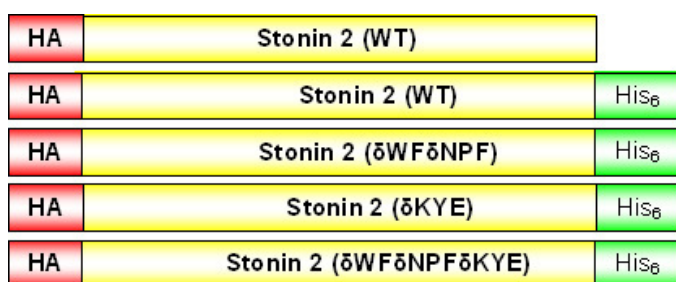 HA Stonin 2 (WT)
HA Stonin 2 (WT) His₆
HA Stonin 2 (δWFδNPF) His₆
HA Stonin 2 (δKYE) His₆
HA Stonin 2 (δWFδNPFδKYE) His₆